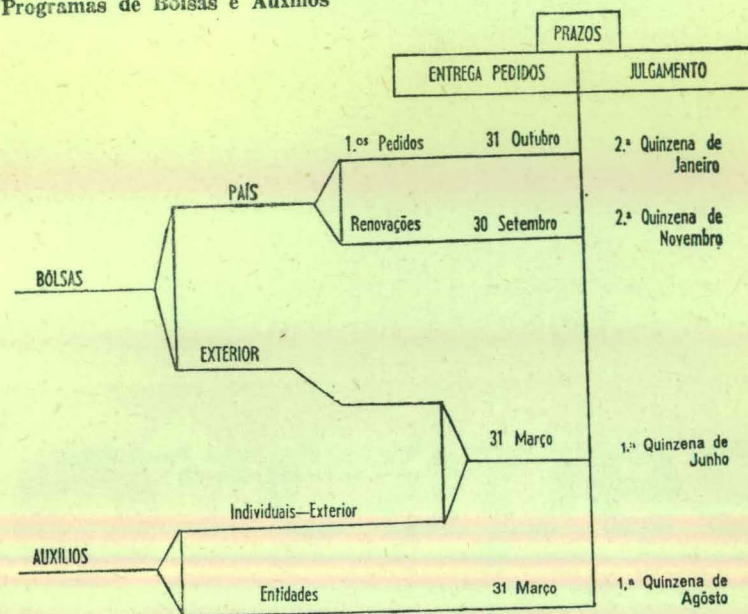 Programas de Bolsas e Auxílios
PRAZOS
ENTREGA PEDIDOS JULGAMENTO
1.os Pedidos 31 Outubro 2.ª Quinzena de
Janeiro
PAÍS
Renovações 30 Setembro 2.ª Quinzena de
Novembro
BÔLSAS
EXTERIOR
31 Março 1.ª Quinzena de
Junho
Individuais—Exterior
AUXÍLIOS
Entidades 31 Março 1.ª Quinzena de
Agôsto